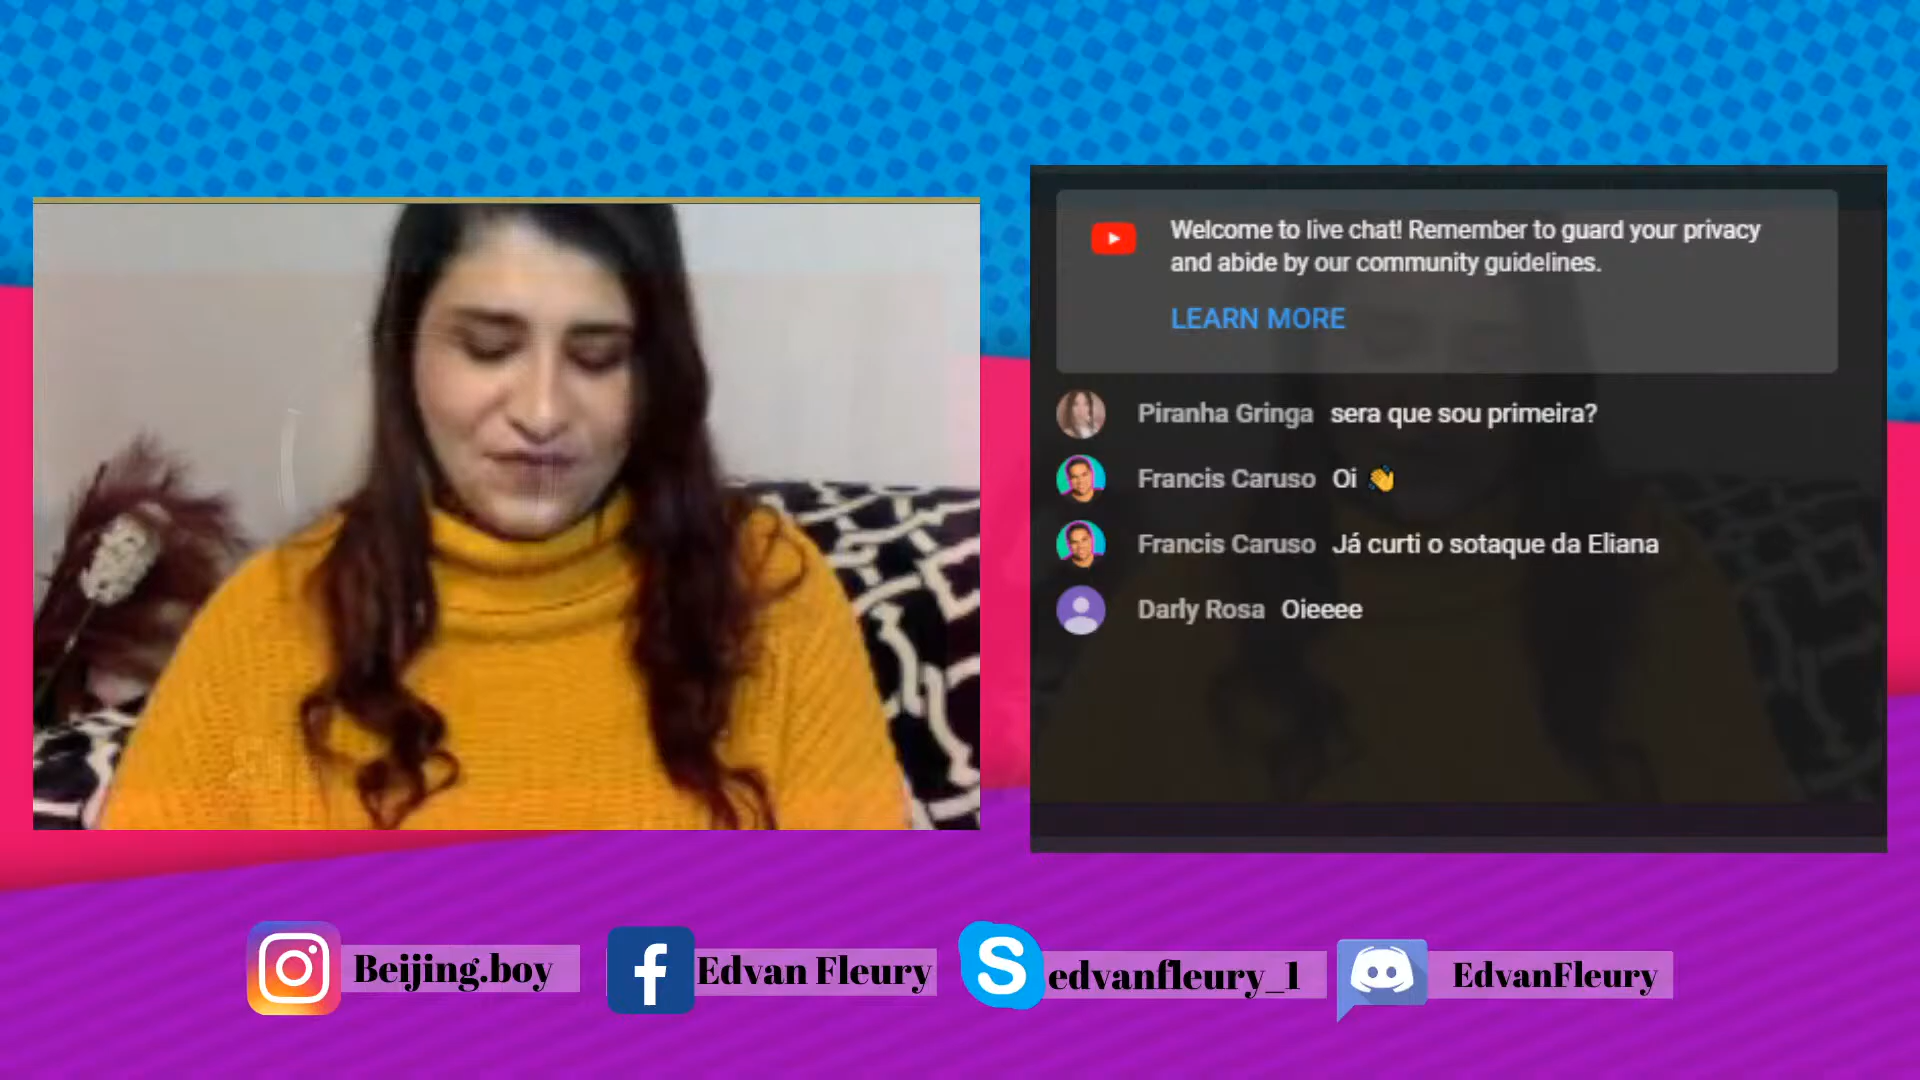 Welcome to live chat! Remember to guard your privacy
and abide by our community guidelines.
LEARN MORE
Piranha Gringa sera que sou primeira?
Francis Caruso Oi 👋
Francis Caruso Já curti o sotaque da Eliana
Darly Rosa Oieeee
Beijing.boy
Edvan Fleury
edvanfleury_1
EdvanFleury